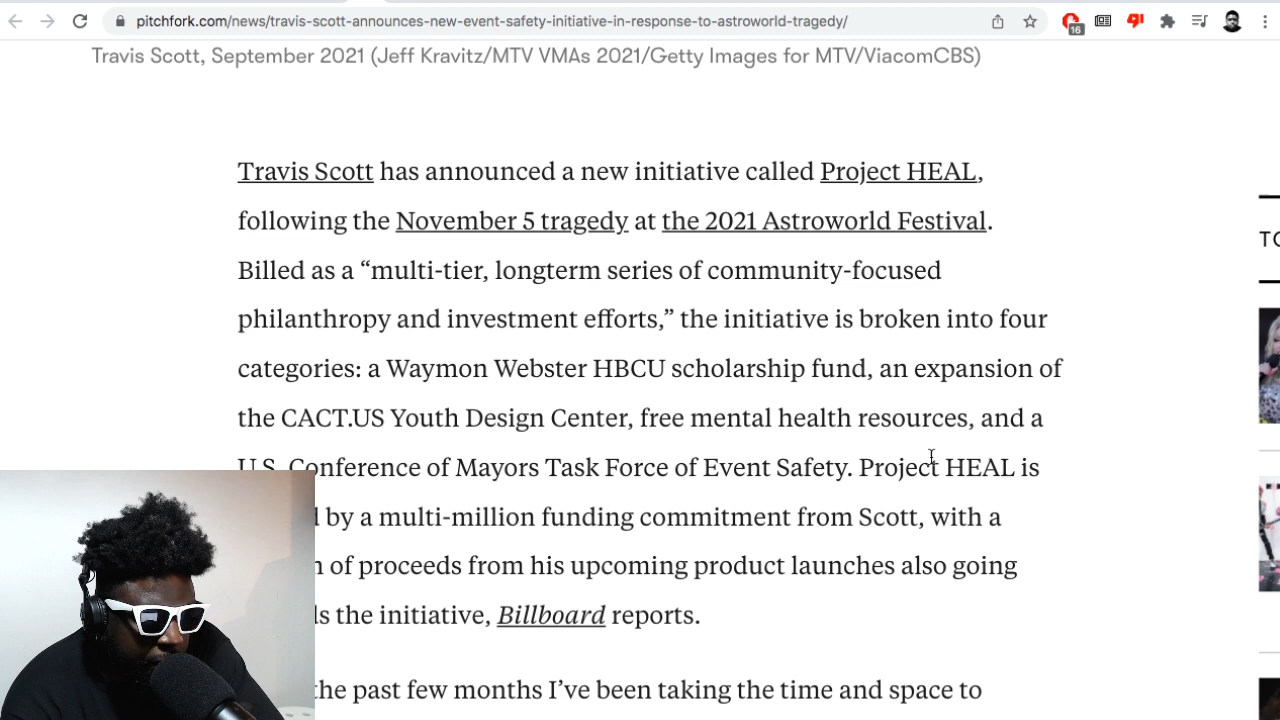 pitchfork.com/news/travis-scott-announces-new-event-safety-initiative-in-response-to-astroworld-tragedy/
16
Travis Scott, September 2021 (Jeff Kravitz/MTV VMAs 2021/Getty Images for MTV/ViacomCBS)
Travis Scott has announced a new initiative called Project HEAL,
following the November 5 tragedy at the 2021 Astroworld Festival.
Billed as a “multi-tier, longterm series of community-focused
philanthropy and investment efforts,” the initiative is broken into four
categories: a Waymon Webster HBCU scholarship fund, an expansion of
the CACT.US Youth Design Center, free mental health resources, and a
U.S. Conference of Mayors Task Force of Event Safety. Project HEAL is
by a multi-million funding commitment from Scott, with a
of proceeds from his upcoming product launches also going
the initiative, Billboard reports.
the past few months I’ve been taking the time and space to